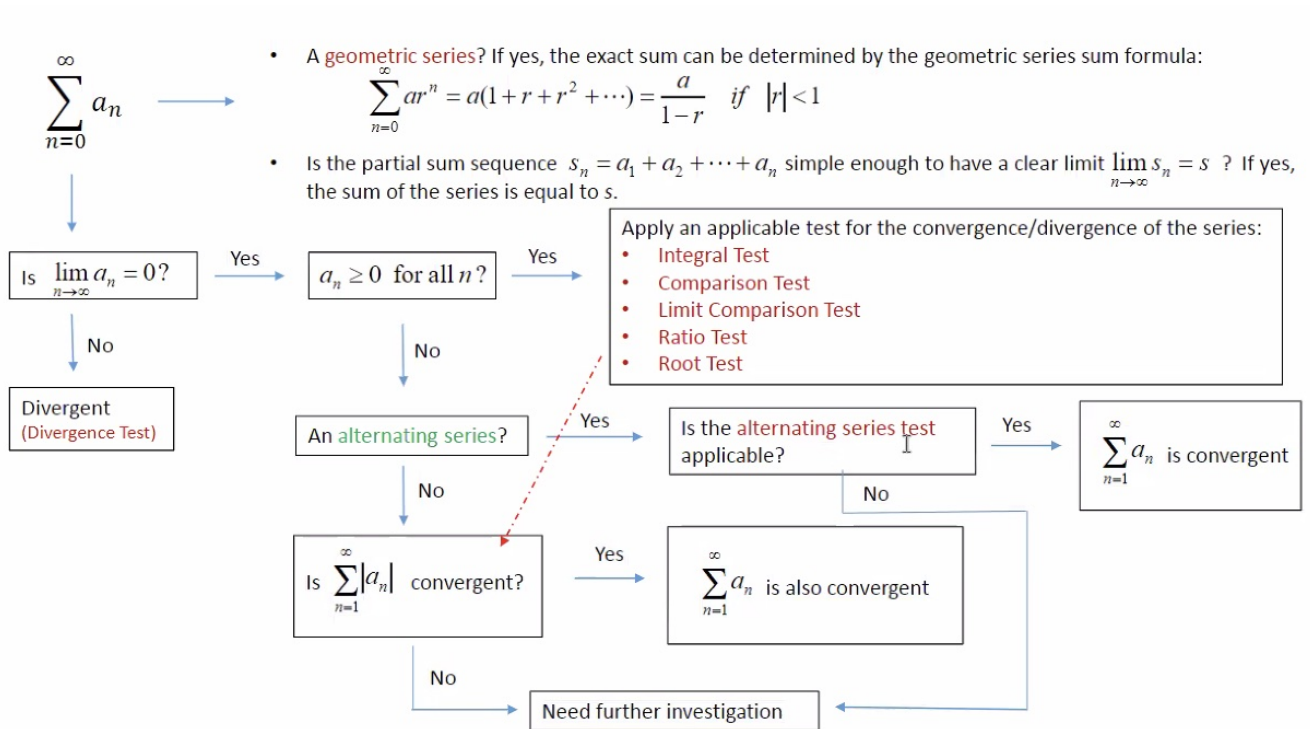 • A geometric series? If yes, the exact sum can be determined by the geometric series sum formula:
∞
∑ aₙ
n=0
∞
∑ arⁿ = a(1+r+r²+⋯) = a/(1−r) if |r|<1
n=0
• Is the partial sum sequence sₙ = a₁ + a₂ + ⋯ + aₙ simple enough to have a clear limit lim sₙ = s ? If yes,
n→∞
the sum of the series is equal to s.
Is lim aₙ = 0?
n→∞
Yes
aₙ ≥ 0 for all n?
Yes
Apply an applicable test for the convergence/divergence of the series:
• Integral Test
• Comparison Test
• Limit Comparison Test
• Ratio Test
• Root Test
No
No
Divergent
(Divergence Test)
An alternating series?
Yes
Is the alternating series test
applicable?
Yes
∞
∑ aₙ is convergent
n=1
No
No
∞
Is ∑|aₙ| convergent?
n=1
Yes
∞
∑ aₙ is also convergent
n=1
No
Need further investigation